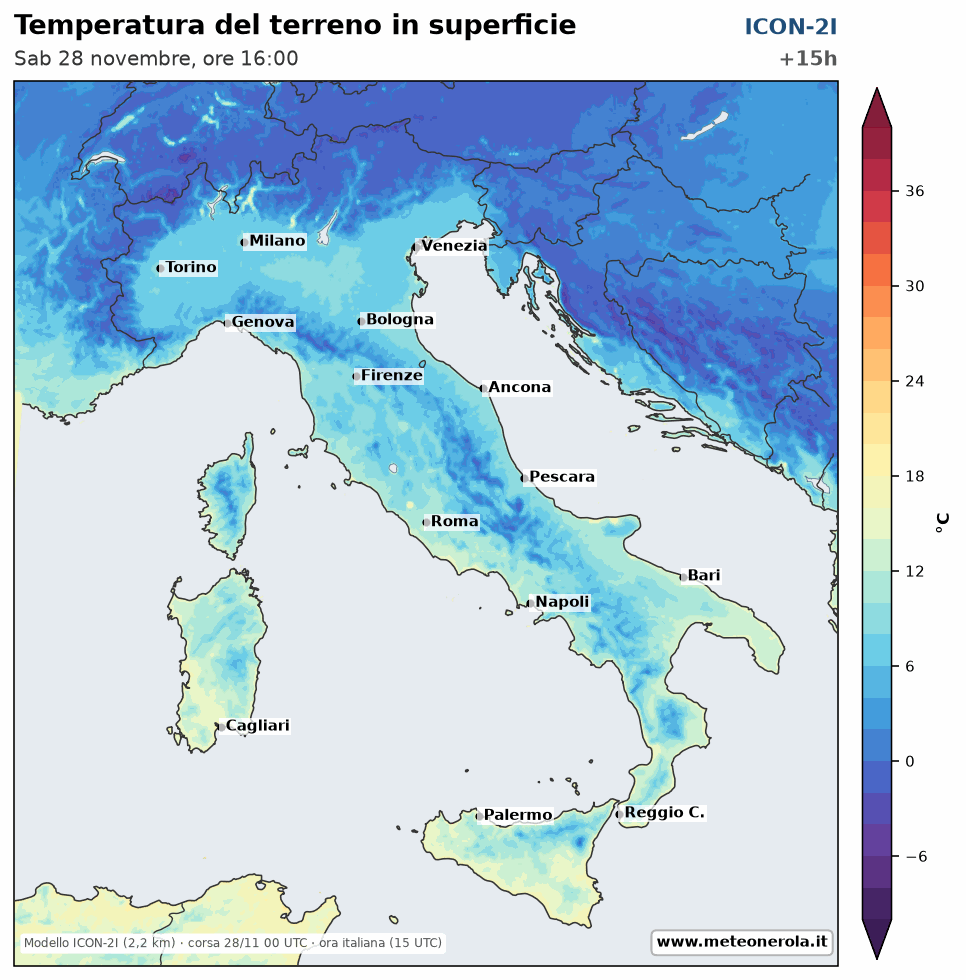 Temperatura del terreno in superficie
ICON-2I
Sab 28 novembre, ore 16:00
+15h
Milano
Venezia
Torino
Genova
Bologna
Firenze
Ancona
Pescara
Roma
Bari
Napoli
Cagliari
Palermo
Reggio C.
36
30
24
18
12
6
0
−6
°C
Modello ICON-2I (2,2 km) · corsa 28/11 00 UTC · ora italiana (15 UTC)
www.meteonerola.it